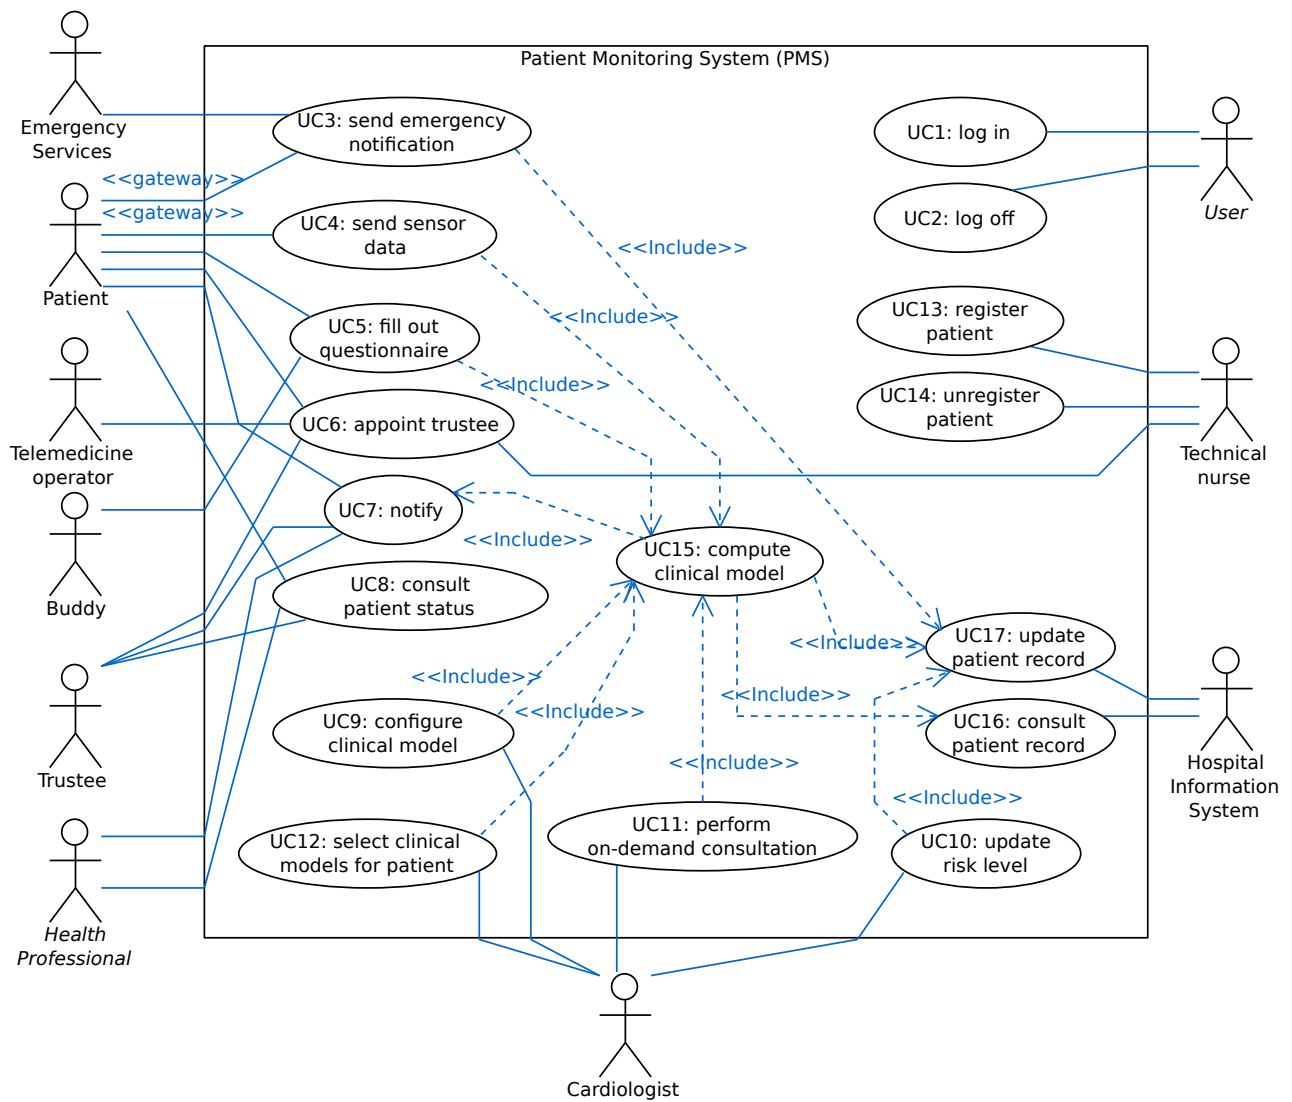 Patient Monitoring System (PMS)
Emergency
Services
<<gateway>>
<<gateway>>
Patient
Telemedicine
operator
Buddy
Trustee
Health
Professional
UC3: send emergency
notification
UC4: send sensor
data
UC5: fill out
questionnaire
UC6: appoint trustee
UC7: notify
UC8: consult
patient status
UC9: configure
clinical model
UC12: select clinical
models for patient
UC11: perform
on-demand consultation
UC15: compute
clinical model
<<Include>>
<<Include>>
<<Include>>
<<Include>>
<<Include>>
<<Include>>
<<Include>>
<<Include>>
<<Include>>
<<Include>>
UC1: log in
UC2: log off
UC13: register
patient
UC14: unregister
patient
UC17: update
patient record
UC16: consult
patient record
UC10: update
risk level
User
Technical
nurse
Hospital
Information
System
Cardiologist